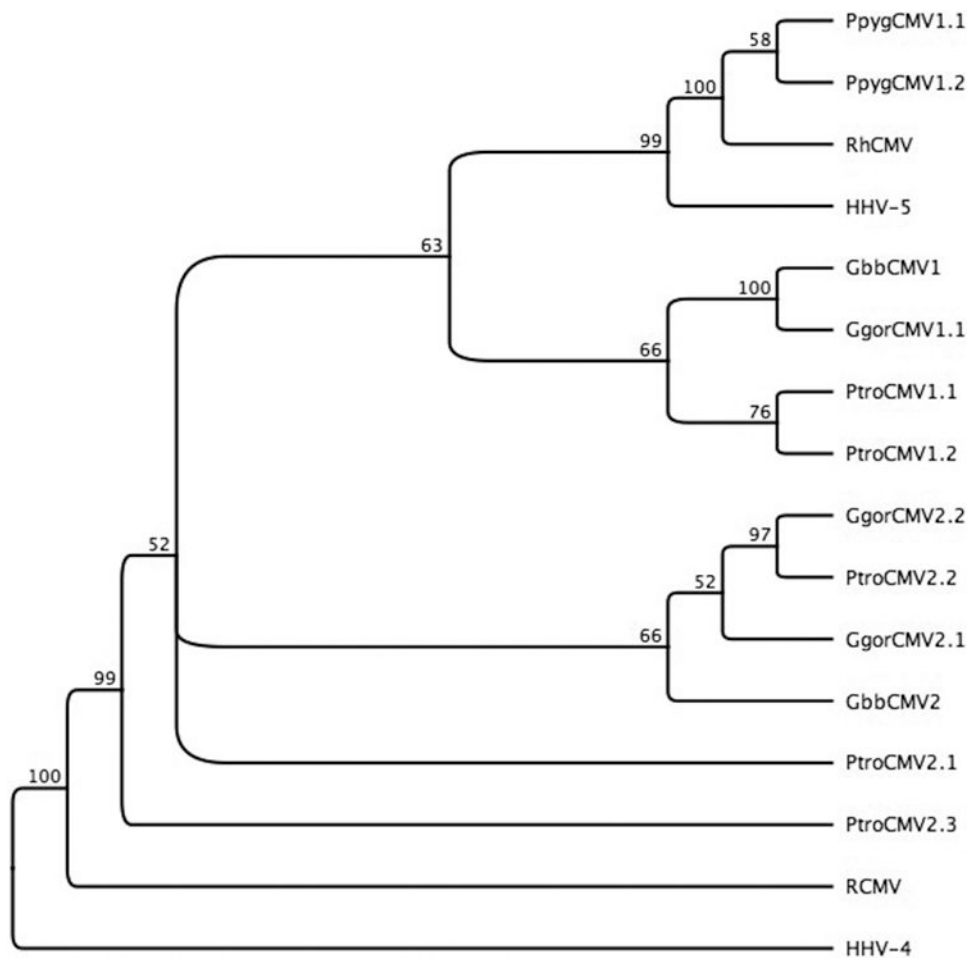 PpygCMV1.1
58
PpygCMV1.2
100
RhCMV
99
HHV-5
63
GbbCMV1
100
GgorCMV1.1
66
PtroCMV1.1
76
PtroCMV1.2
GgorCMV2.2
97
PtroCMV2.2
52
52
GgorCMV2.1
66
GbbCMV2
99
PtroCMV2.1
100
PtroCMV2.3
RCMV
HHV-4